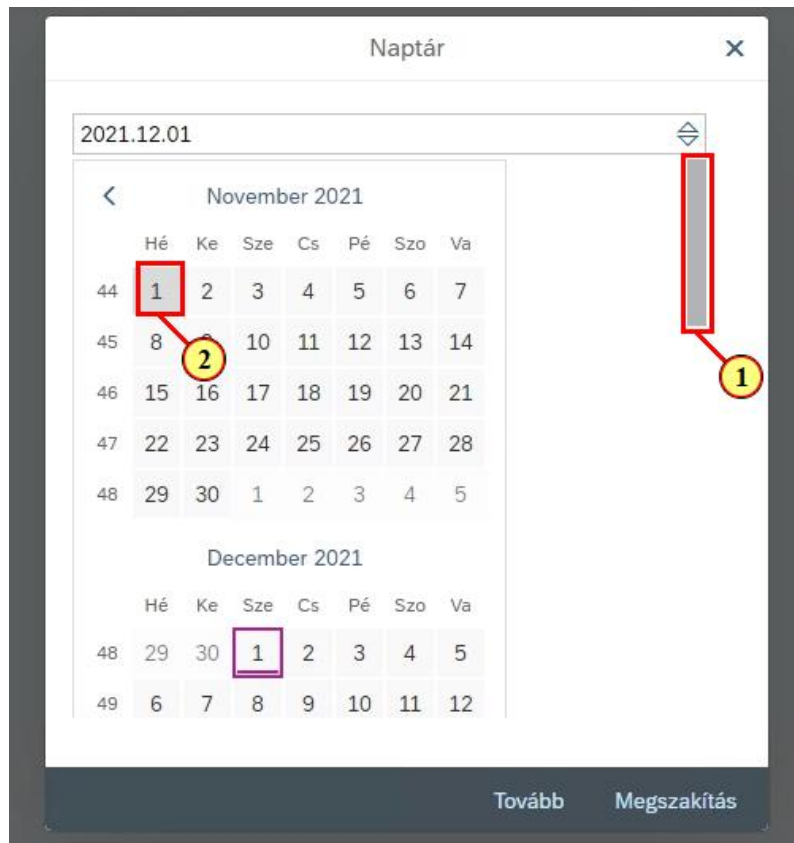 Naptár
2021.12.01
November 2021
Hé Ke Sze Cs Pé Szo Va
44 1 2 3 4 5 6 7
45 8 10 11 12 13 14
2
1
46 15 16 17 18 19 20 21
47 22 23 24 25 26 27 28
48 29 30 1 2 3 4 5
December 2021
Hé Ke Sze Cs Pé Szo Va
48 29 30 1 2 3 4 5
49 6 7 8 9 10 11 12
Tovább Megszakítás